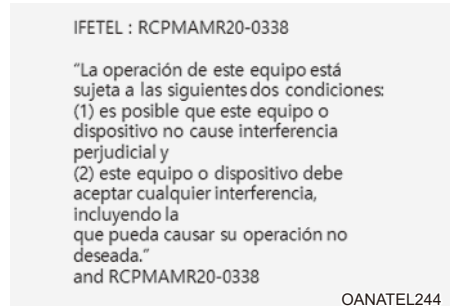 IFETEL : RCPMAMR20-0338
“La operación de este equipo está
sujeta a las siguientes dos condiciones:
(1) es posible que este equipo o
dispositivo no cause interferencia
perjudicial y
(2) este equipo o dispositivo debe
aceptar cualquier interferencia,
incluyendo la
que pueda causar su operación no
deseada.”
and RCPMAMR20-0338
OANATEL244